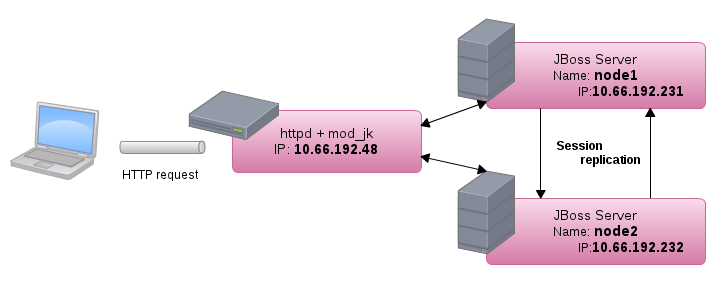 HTTP request
httpd + mod_jk
IP: 10.66.192.48
JBoss Server
Name: node1
IP:10.66.192.231
Session
replication
JBoss Server
Name: node2
IP:10.66.192.232